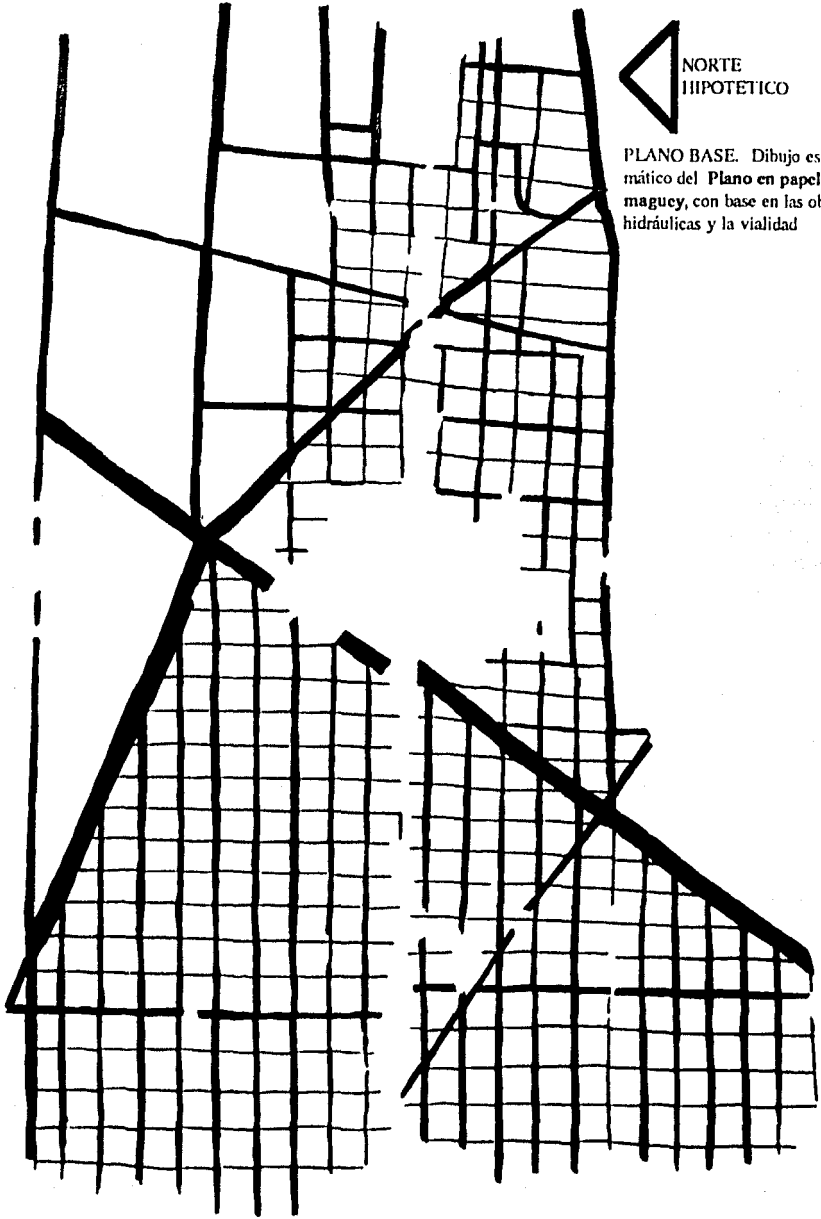 NORTE
HIPOTETICO
PLANO BASE. Dibujo es
mático del Plano en papel
maguey, con base en las ob
hidráulicas y la vialidad